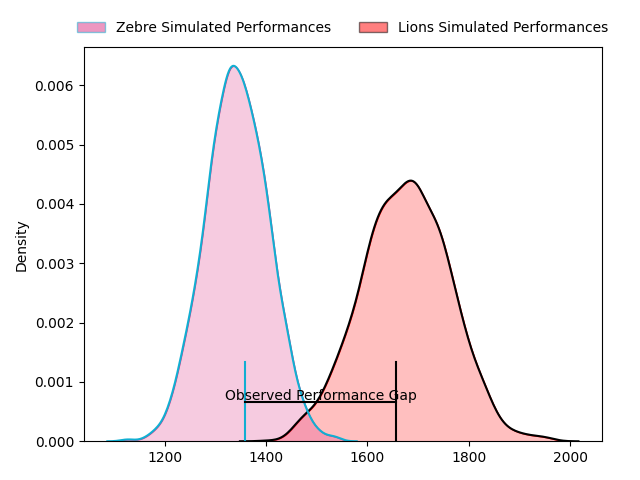 Zebre Simulated Performances Lions Simulated Performances
0.006
0.005
0.004
0.003
0.002
0.001
0.000
Density
Observed Performance Gap
1200 1400 1600 1800 2000